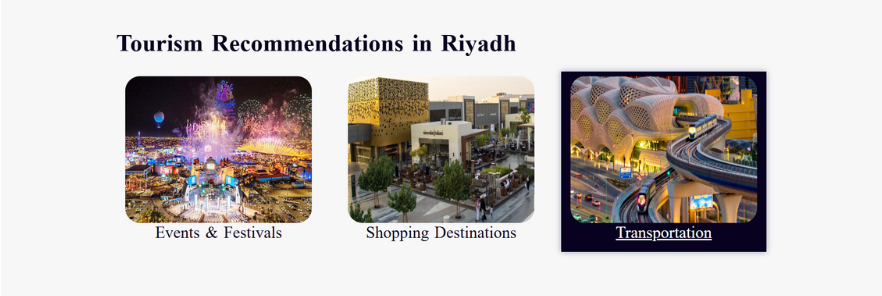 Tourism Recommendations in Riyadh
Events & Festivals
Shopping Destinations
Transportation